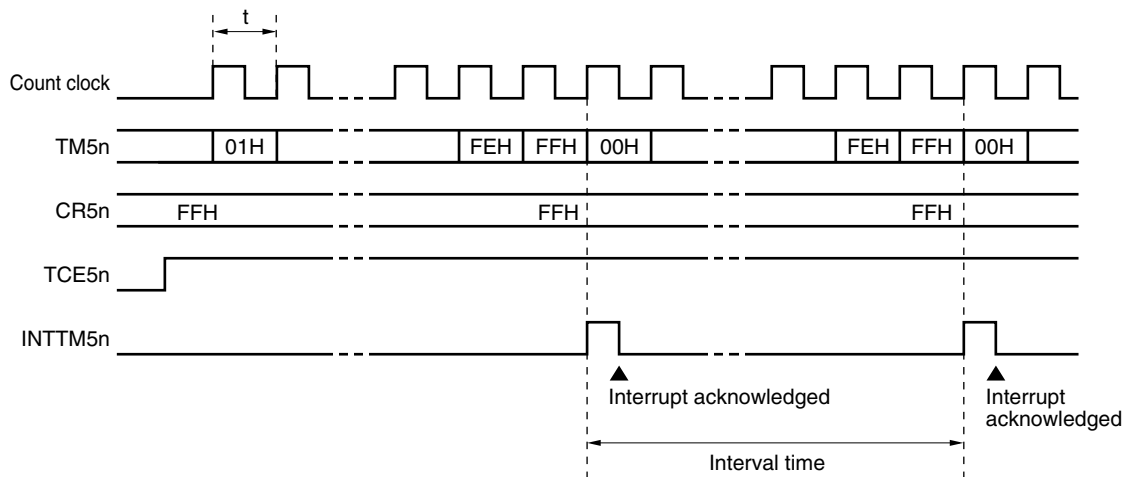 t
Count clock
TM5n 01H FEH FFH 00H FEH FFH 00H
CR5n FFH FFH FFH
TCE5n
INTTM5n
Interrupt acknowledged
Interrupt
acknowledged
Interval time